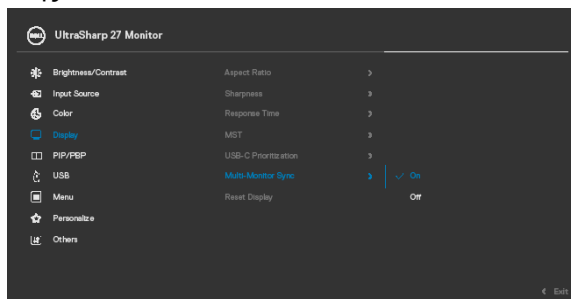 DELL UltraSharp 27 Monitor
Brightness/Contrast
Aspect Ratio
Input Source
Sharpness
Color
Response Time
Display
MST
PIP/PBP
USB-C Prioritization
USB
Multi-Monitor Sync
On
Menu
Reset Display
Off
Personalize
Others
Exit